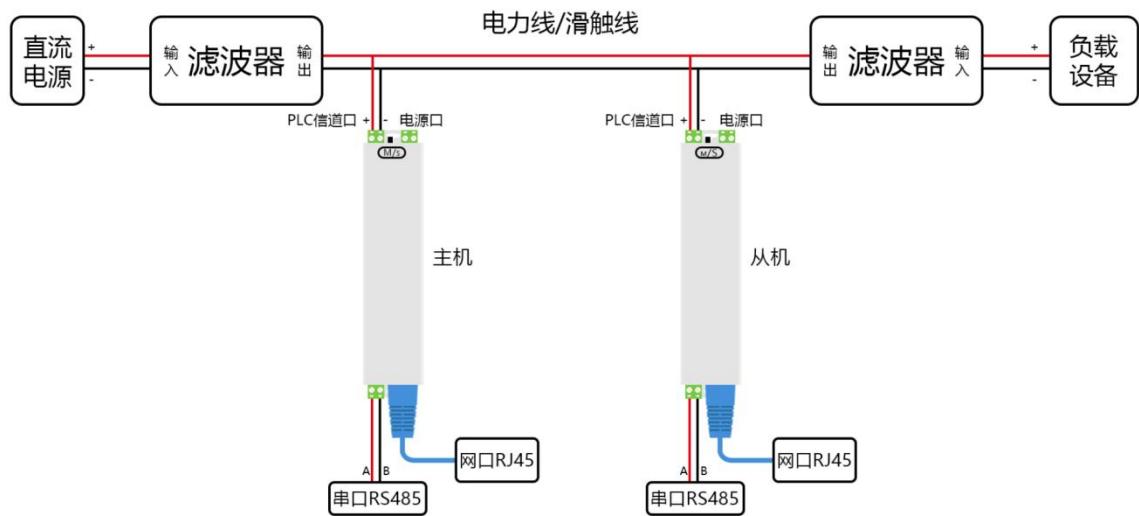 电力线/滑触线
直流
电源
+
-
输入
滤波器
输出
输出
滤波器
输入
+
-
负载
设备
PLC信道口 + - 电源口
PLC信道口 + - 电源口
M/s
M/S
主机
从机
A B
网口RJ45
A B
网口RJ45
串口RS485
串口RS485